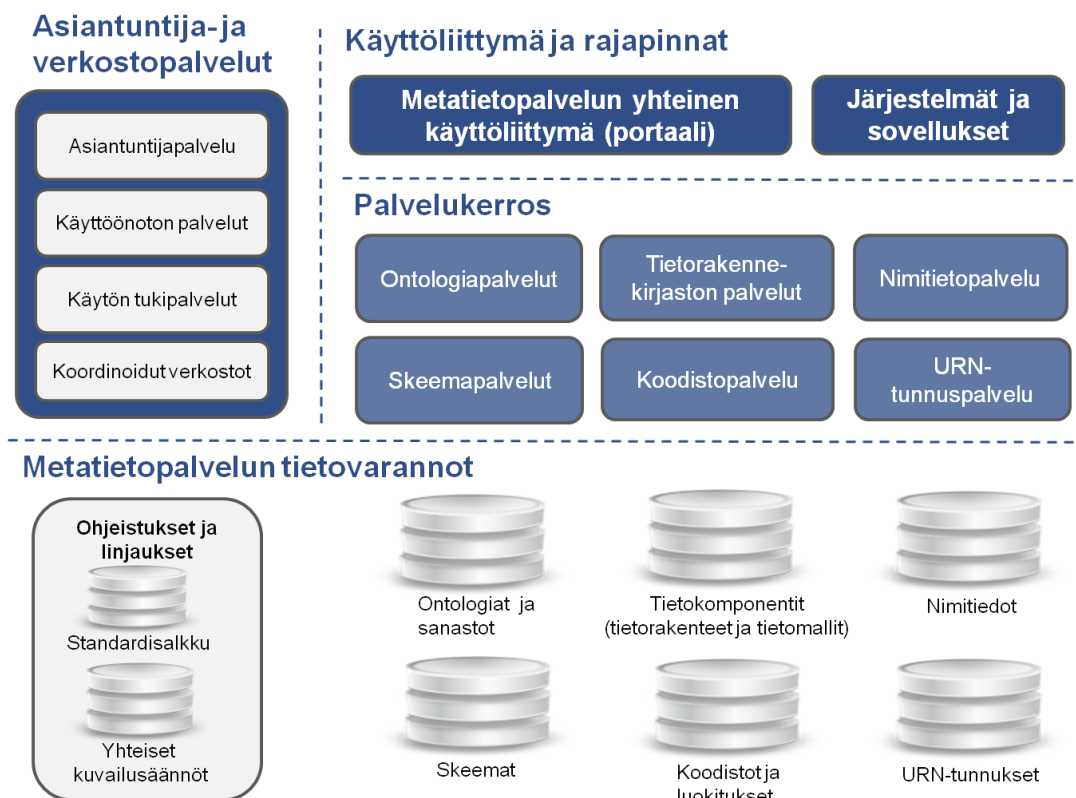 Asiantuntija- ja
verkostopalvelut
Asiantuntijapalvelu
Käyttöönoton palvelut
Käytön tukipalvelut
Koordinoidut verkostot
Käyttöliittymä ja rajapinnat
Metatietopalvelun yhteinen
käyttöliittymä (portaali)
Järjestelmät ja
sovellukset
Palvelukerros
Ontologiapalvelut
Tietorakenne-
kirjaston palvelut
Nimitietopalvelu
Skeemapalvelut
Koodistopalvelu
URN-
tunnuspalvelu
Metatietopalvelun tietovarannot
Ohjeistukset ja
linjaukset
Standardisalkku
Yhteiset
kuvailusäännöt
Ontologiat ja
sanastot
Tietokomponentit
(tietorakenteet ja tietomallit)
Nimitiedot
Skeemat
Koodistot ja
luokitukset
URN-tunnukset